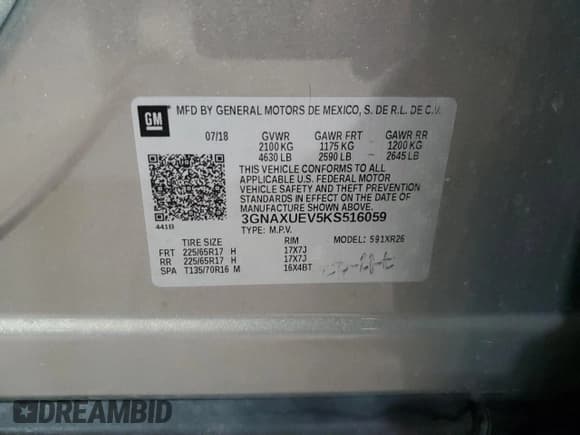 GM
MFD BY GENERAL MOTORS DE MEXICO, S. DE R.L. DE C.V.
07/18 GVWR GAWR FRT GAWR RR
2100 KG 1175 KG 1200 KG
4630 LB 2590 LB 2645 LB
THIS VEHICLE CONFORMS TO ALL
APPLICABLE U.S. FEDERAL MOTOR
VEHICLE SAFETY AND THEFT PREVENTION
STANDARDS IN EFFECT ON THE DATE OF
MANUFACTURE SHOWN ABOVE.
3GNAXUEV5KS516059
441B
TYPE: M.P.V. MODEL: S91XR26
TIRE SIZE RIM
FRT 225/65R17 H 17X7J
RR 225/65R17 H 17X7J
SPA T135/70R16 M 16X4BT
DREAMBID